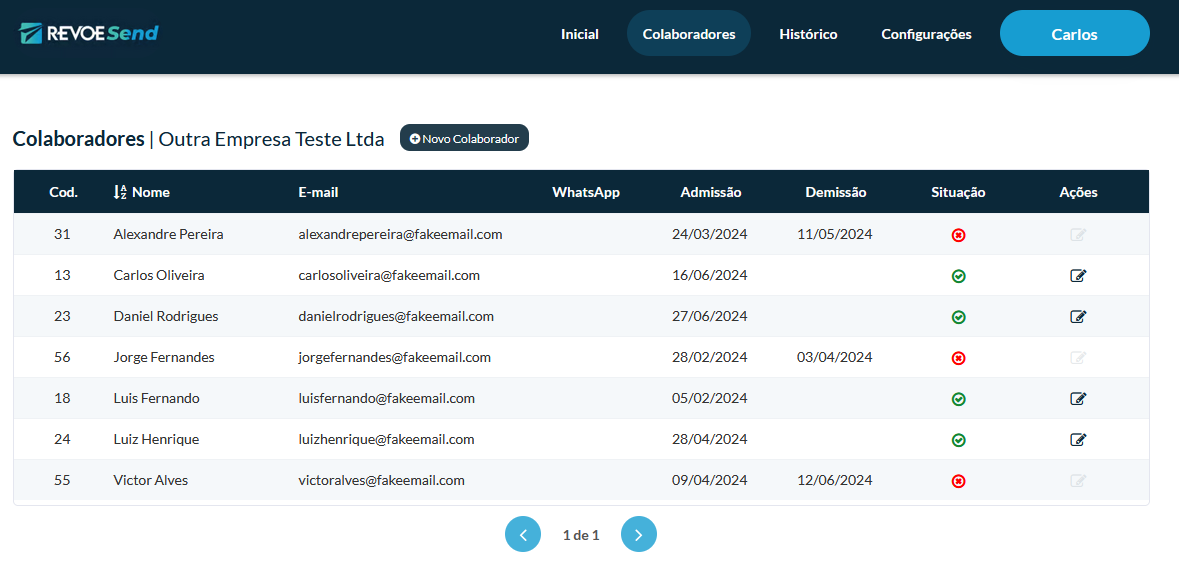 REVOESend Inicial Colaboradores Histórico Configurações Carlos
Colaboradores | Outra Empresa Teste Ltda Novo Colaborador
Cod. Nome E-mail WhatsApp Admissão Demissão Situação Ações
31 Alexandre Pereira alexandrepereira@fakeemail.com 24/03/2024 11/05/2024
13 Carlos Oliveira carlosoliveira@fakeemail.com 16/06/2024
23 Daniel Rodrigues danielrodrigues@fakeemail.com 27/06/2024
56 Jorge Fernandes jorgefernandes@fakeemail.com 28/02/2024 03/04/2024
18 Luis Fernando luisfernando@fakeemail.com 05/02/2024
24 Luiz Henrique luizhenrique@fakeemail.com 28/04/2024
55 Victor Alves victoralves@fakeemail.com 09/04/2024 12/06/2024
1 de 1